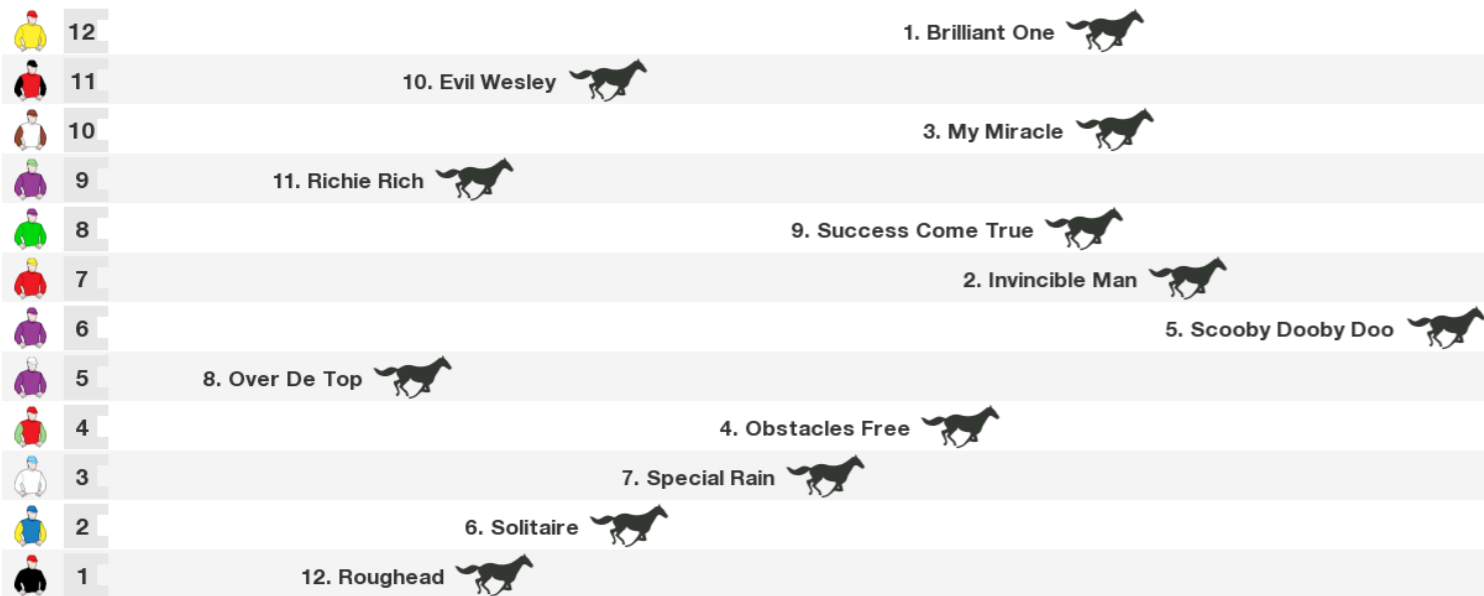 12 1. Brilliant One
11 10. Evil Wesley
10 3. My Miracle
9 11. Richie Rich
8 9. Success Come True
7 2. Invincible Man
6 5. Scooby Dooby Doo
5 8. Over De Top
4 4. Obstacles Free
3 7. Special Rain
2 6. Solitaire
1 12. Roughead